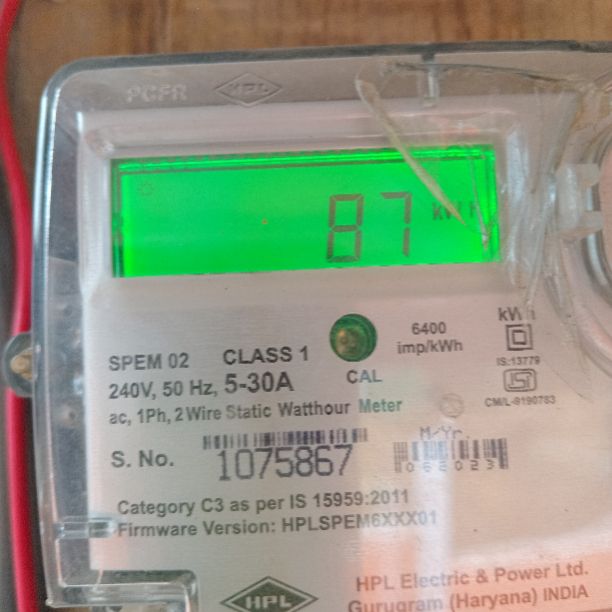 PCFR HPL
87 kWh
6400 kWh
imp/kWh
IS:13779
SPEM 02 CLASS 1
CAL
240V, 50 Hz, 5-30A
CM/L-9190783
ac, 1Ph, 2 Wire Static Watthour Meter
M/Yr.
S. No. 1075867 062023
Category C3 as per IS 15959:2011
Firmware Version: HPLSPEM6XXX01
HPL HPL Electric & Power Ltd.
Gurugram (Haryana) INDIA